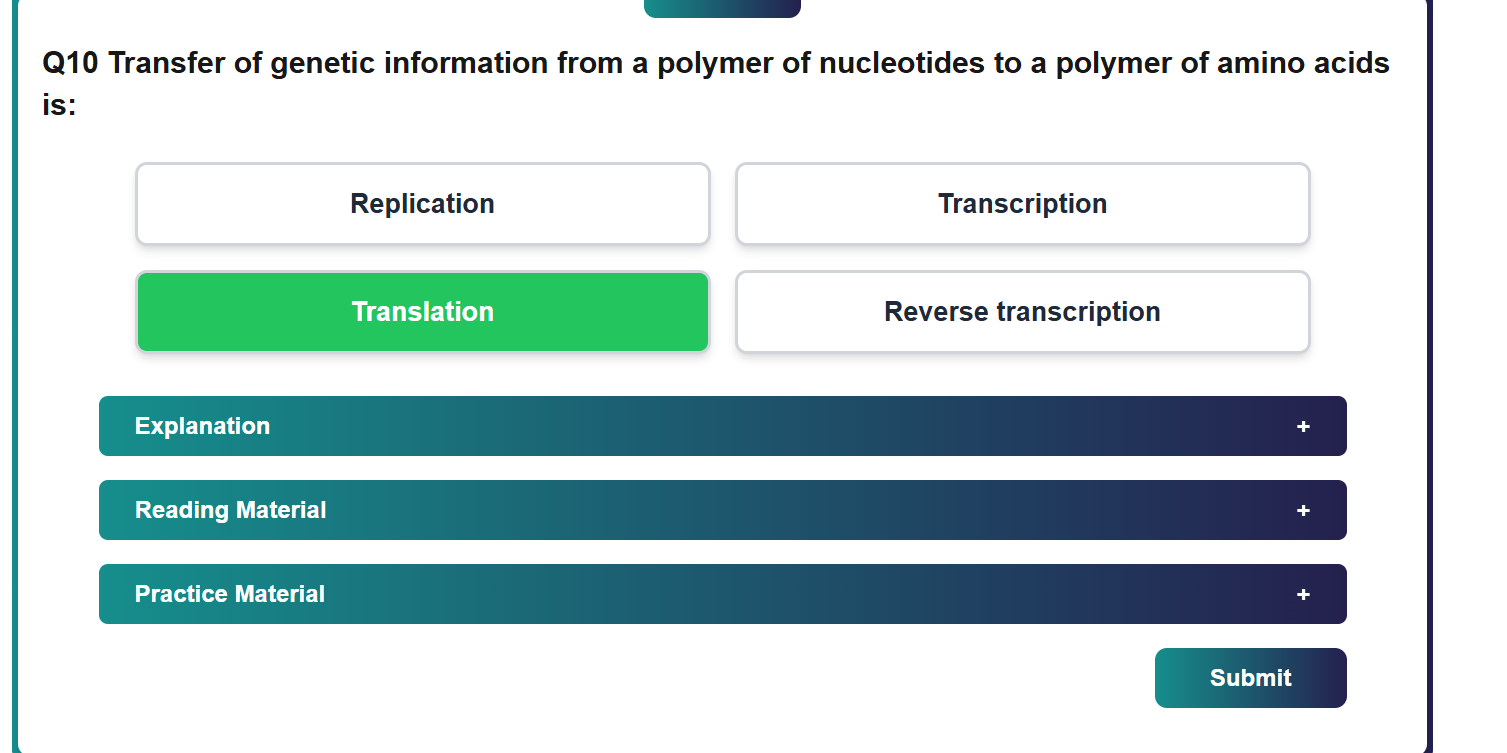 Q10 Transfer of genetic information from a polymer of nucleotides to a polymer of amino acids
is:
Replication
Transcription
Translation
Reverse transcription
Explanation +
Reading Material +
Practice Material +
Submit